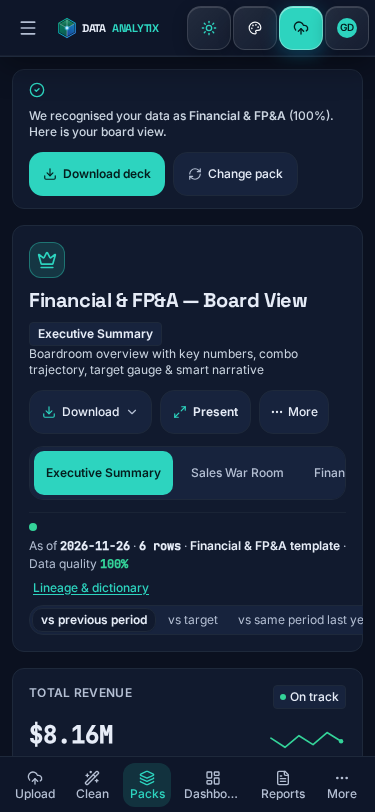 DATA ANALYTIX
GD
We recognised your data as Financial & FP&A (100%).
Here is your board view.
Download deck
Change pack
Financial & FP&A — Board View
Executive Summary
Boardroom overview with key numbers, combo
trajectory, target gauge & smart narrative
Download
Present
More
Executive Summary
Sales War Room
Finan
As of 2026-11-26 · 6 rows · Financial & FP&A template ·
Data quality 100%
Lineage & dictionary
vs previous period
vs target
vs same period last ye
TOTAL REVENUE
On track
$8.16M
Upload
Clean
Packs
Dashbo...
Reports
More